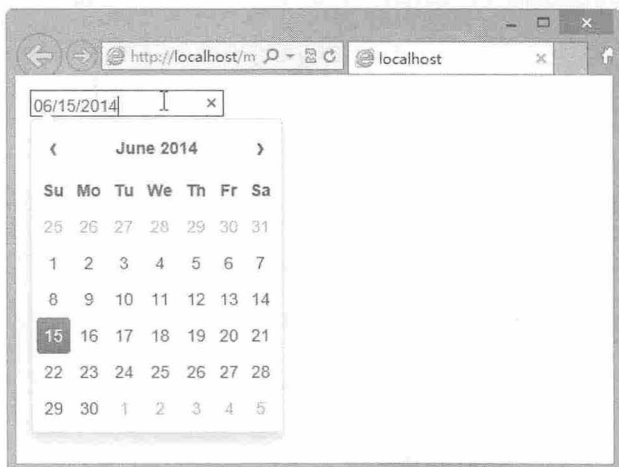 http://localhost/m
localhost
06/15/2014
June 2014
Su Mo Tu We Th Fr Sa
25 26 27 28 29 30 31
1 2 3 4 5 6 7
8 9 10 11 12 13 14
15 16 17 18 19 20 21
22 23 24 25 26 27 28
29 30 1 2 3 4 5